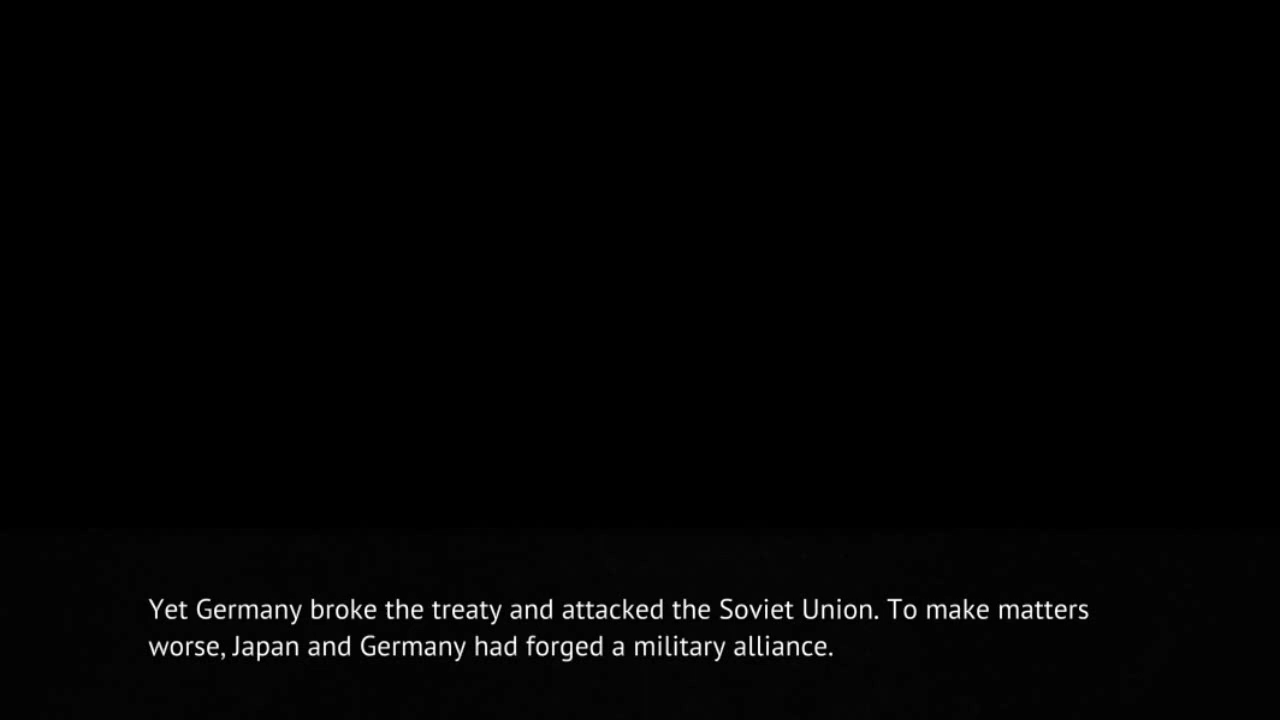 Yet Germany broke the treaty and attacked the Soviet Union. To make matters
worse, Japan and Germany had forged a military alliance.